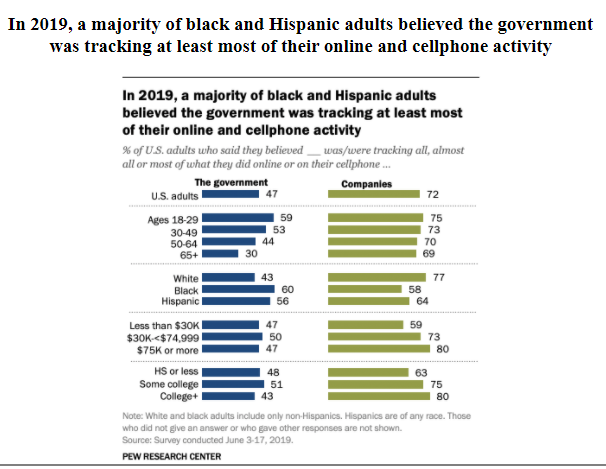 In 2019, a majority of black and Hispanic adults believed the government
was tracking at least most of their online and cellphone activity
In 2019, a majority of black and Hispanic adults
believed the government was tracking at least most
of their online and cellphone activity
% of U.S. adults who said they believed __ was/were tracking all, almost
all or most of what they did online or on their cellphone ...
The government Companies
U.S. adults 47 72
Ages 18-29 59 75
30-49 53 73
50-64 44 70
65+ 30 69
White 43 77
Black 60 58
Hispanic 56 64
Less than $30K 47 59
$30K-<$74,999 50 73
$75K or more 47 80
HS or less 48 63
Some college 51 75
College+ 43 80
Note: White and black adults include only non-Hispanics. Hispanics are of any race. Those
who did not give an answer or who gave other responses are not shown.
Source: Survey conducted June 3-17, 2019.
PEW RESEARCH CENTER